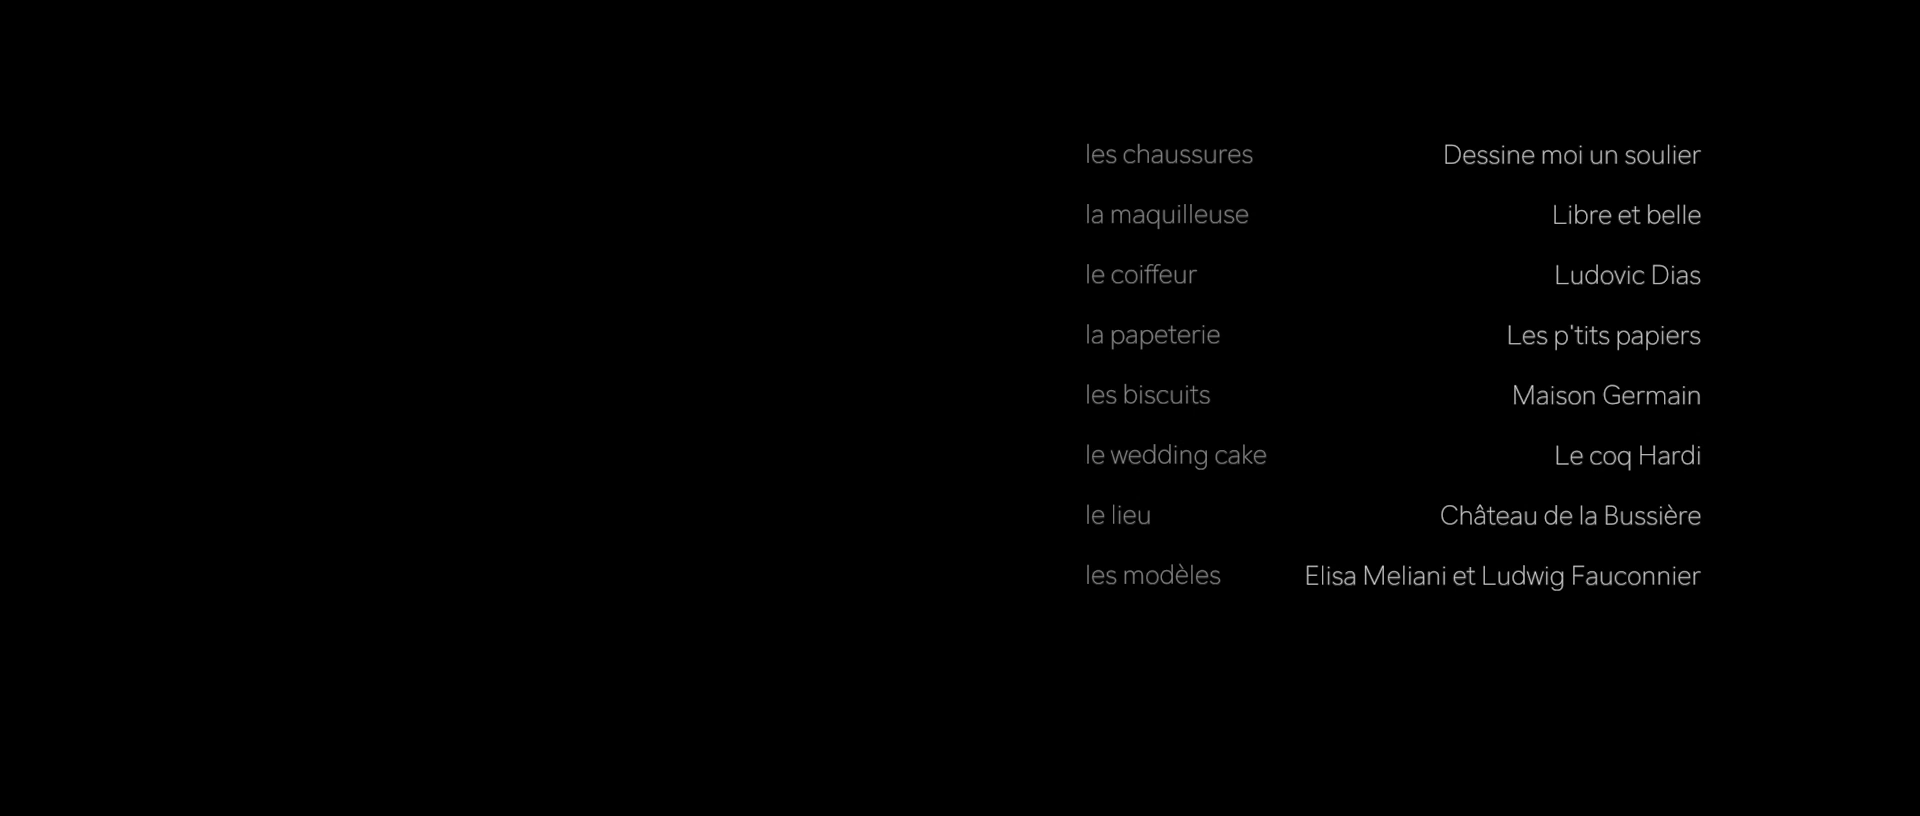 les chaussures Dessine moi un soulier
la maquilleuse Libre et belle
le coiffeur Ludovic Dias
la papeterie Les p'tits papiers
les biscuits Maison Germain
le wedding cake Le coq Hardi
le lieu Château de la Bussière
les modèles Elisa Meliani et Ludwig Fauconnier